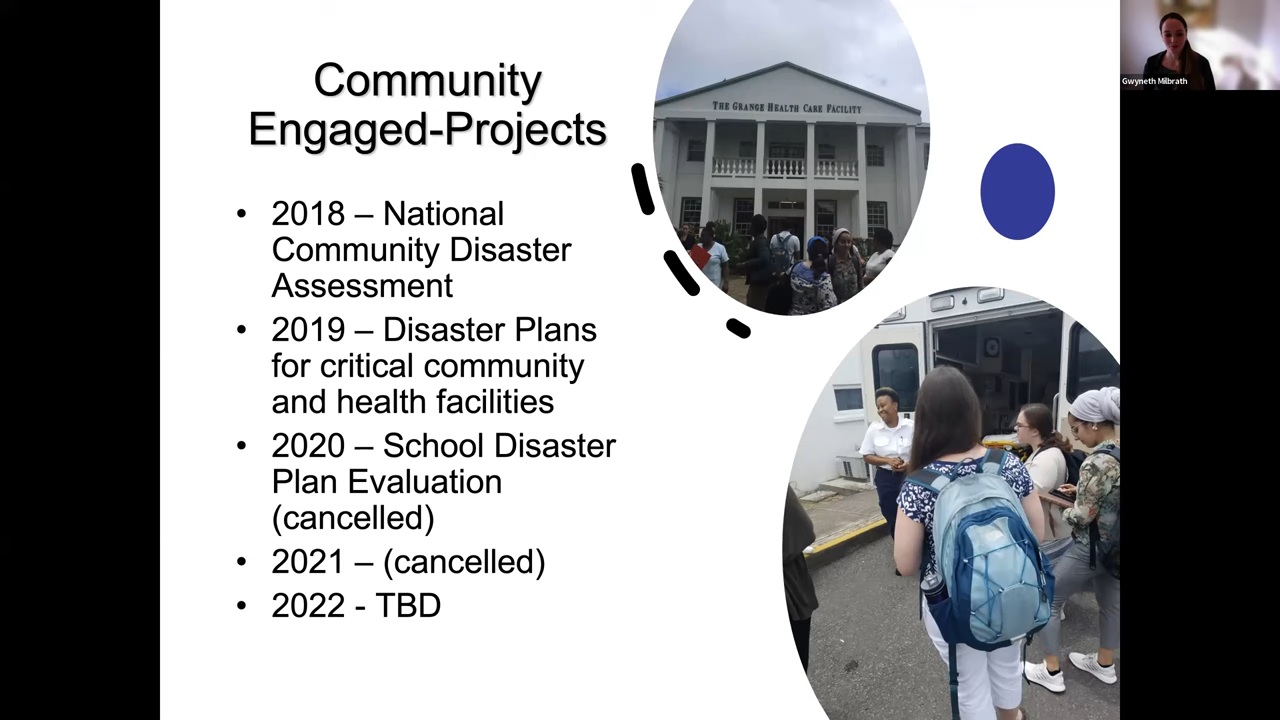 Community
Engaged-Projects
• 2018 – National
Community Disaster
Assessment
• 2019 – Disaster Plans
for critical community
and health facilities
• 2020 – School Disaster
Plan Evaluation
(cancelled)
• 2021 – (cancelled)
• 2022 - TBD
THE GRANGE HEALTH CARE FACILITY
Gwyneth Milbrath